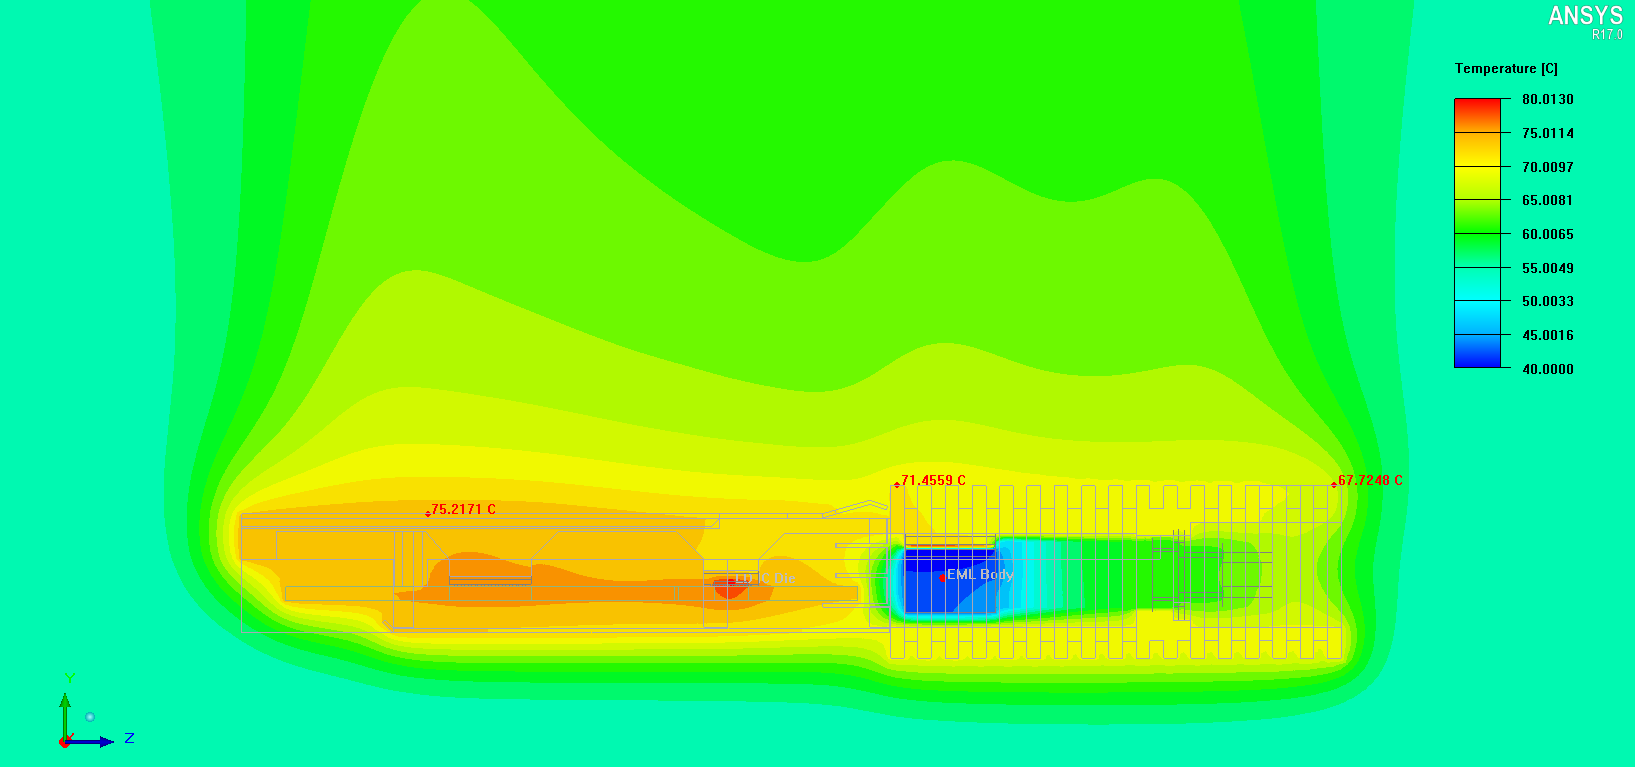 ANSYS
R17.0
Temperature [C]
80.0130
75.0114
70.0097
65.0081
60.0065
55.0049
50.0033
45.0016
40.0000
71.4559 C
67.7248 C
75.2171 C
EML Body
Y
X
Z